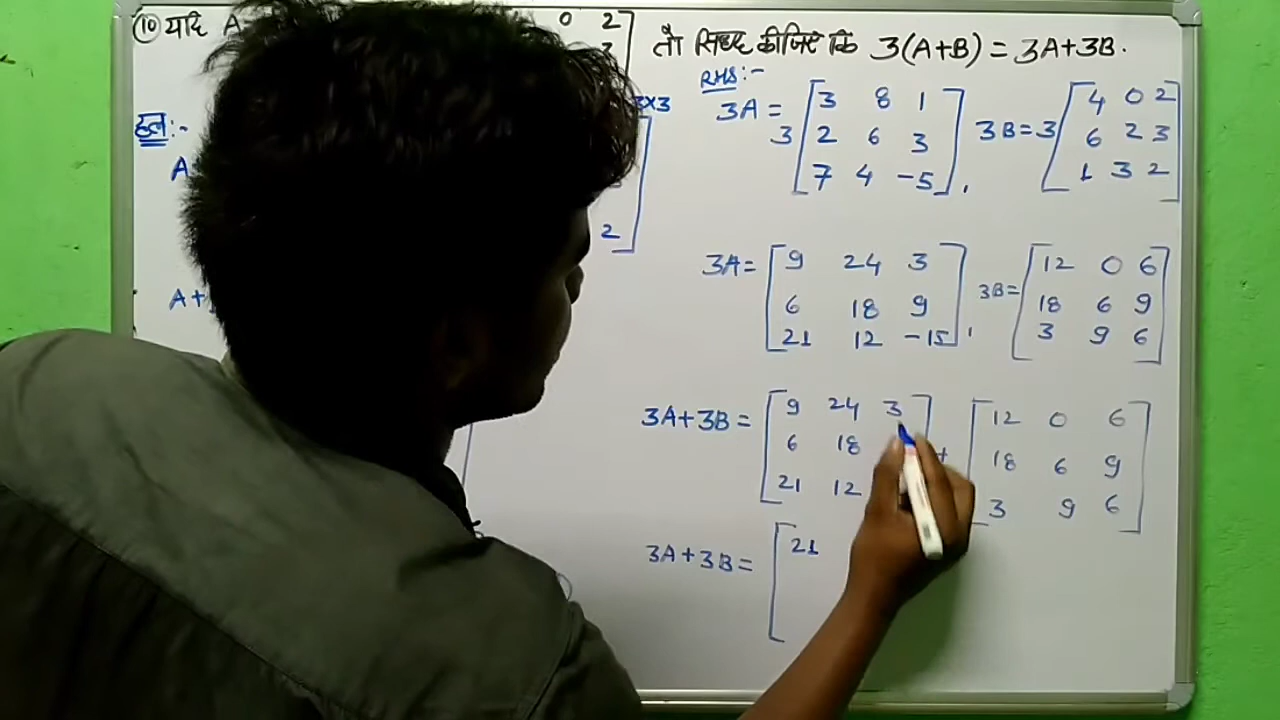 ⑩ यदि A 0 2 तो सिद्ध कीजिए कि 3(A+B) = 3A+3B.
3
RHS:-
3×3
हल:-
A
2
A+
3A = 3 [3 8 1
2 6 3
7 4 -5],
3B = 3 [4 0 2
6 2 3
1 3 2]
3A = [9 24 3
6 18 9
21 12 -15],
3B = [12 0 6
18 6 9
3 9 6]
3A+3B = [9 24 3
6 18
21 12
+ [12 0 6
18 6 9
3 9 6]
3A+3B = [21